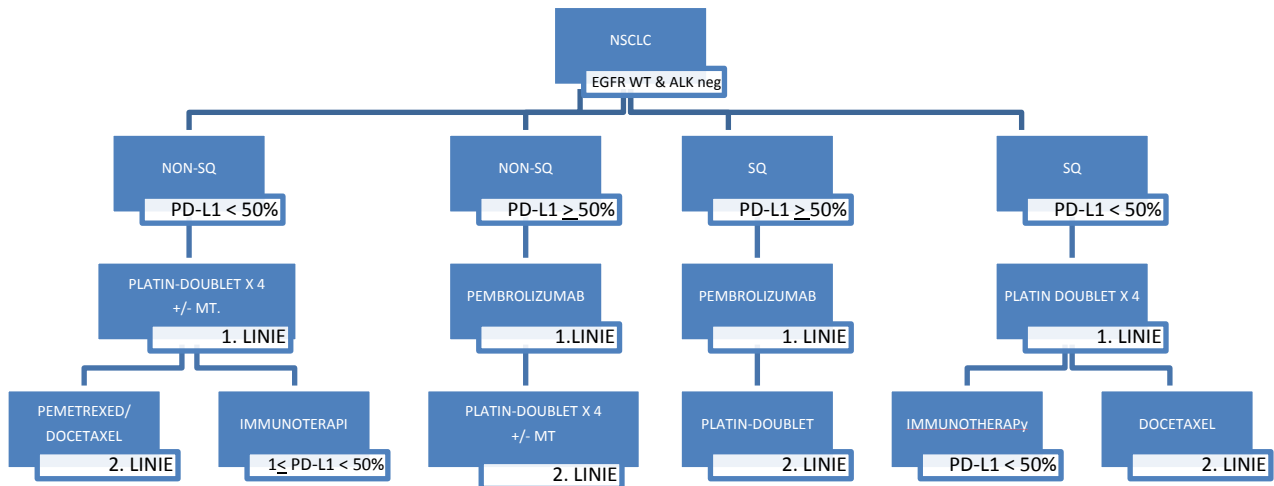 NSCLC
EGFR WT & ALK neg
NON-SQ
PD-L1 < 50%
NON-SQ
PD-L1 > 50%
SQ
PD-L1 > 50%
SQ
PD-L1 < 50%
PLATIN-DOUBLET X 4
+/- MT.
1. LINIE
PEMBROLIZUMAB
1.LINIE
PEMBROLIZUMAB
1. LINIE
PLATIN DOUBLET X 4
1. LINIE
PEMETREXED/
DOCETAXEL
2. LINIE
IMMUNOTERAPI
1< PD-L1 < 50%
PLATIN-DOUBLET X 4
+/- MT
2. LINIE
PLATIN-DOUBLET
2. LINIE
IMMUNOTHERAPy
PD-L1 < 50%
DOCETAXEL
2. LINIE